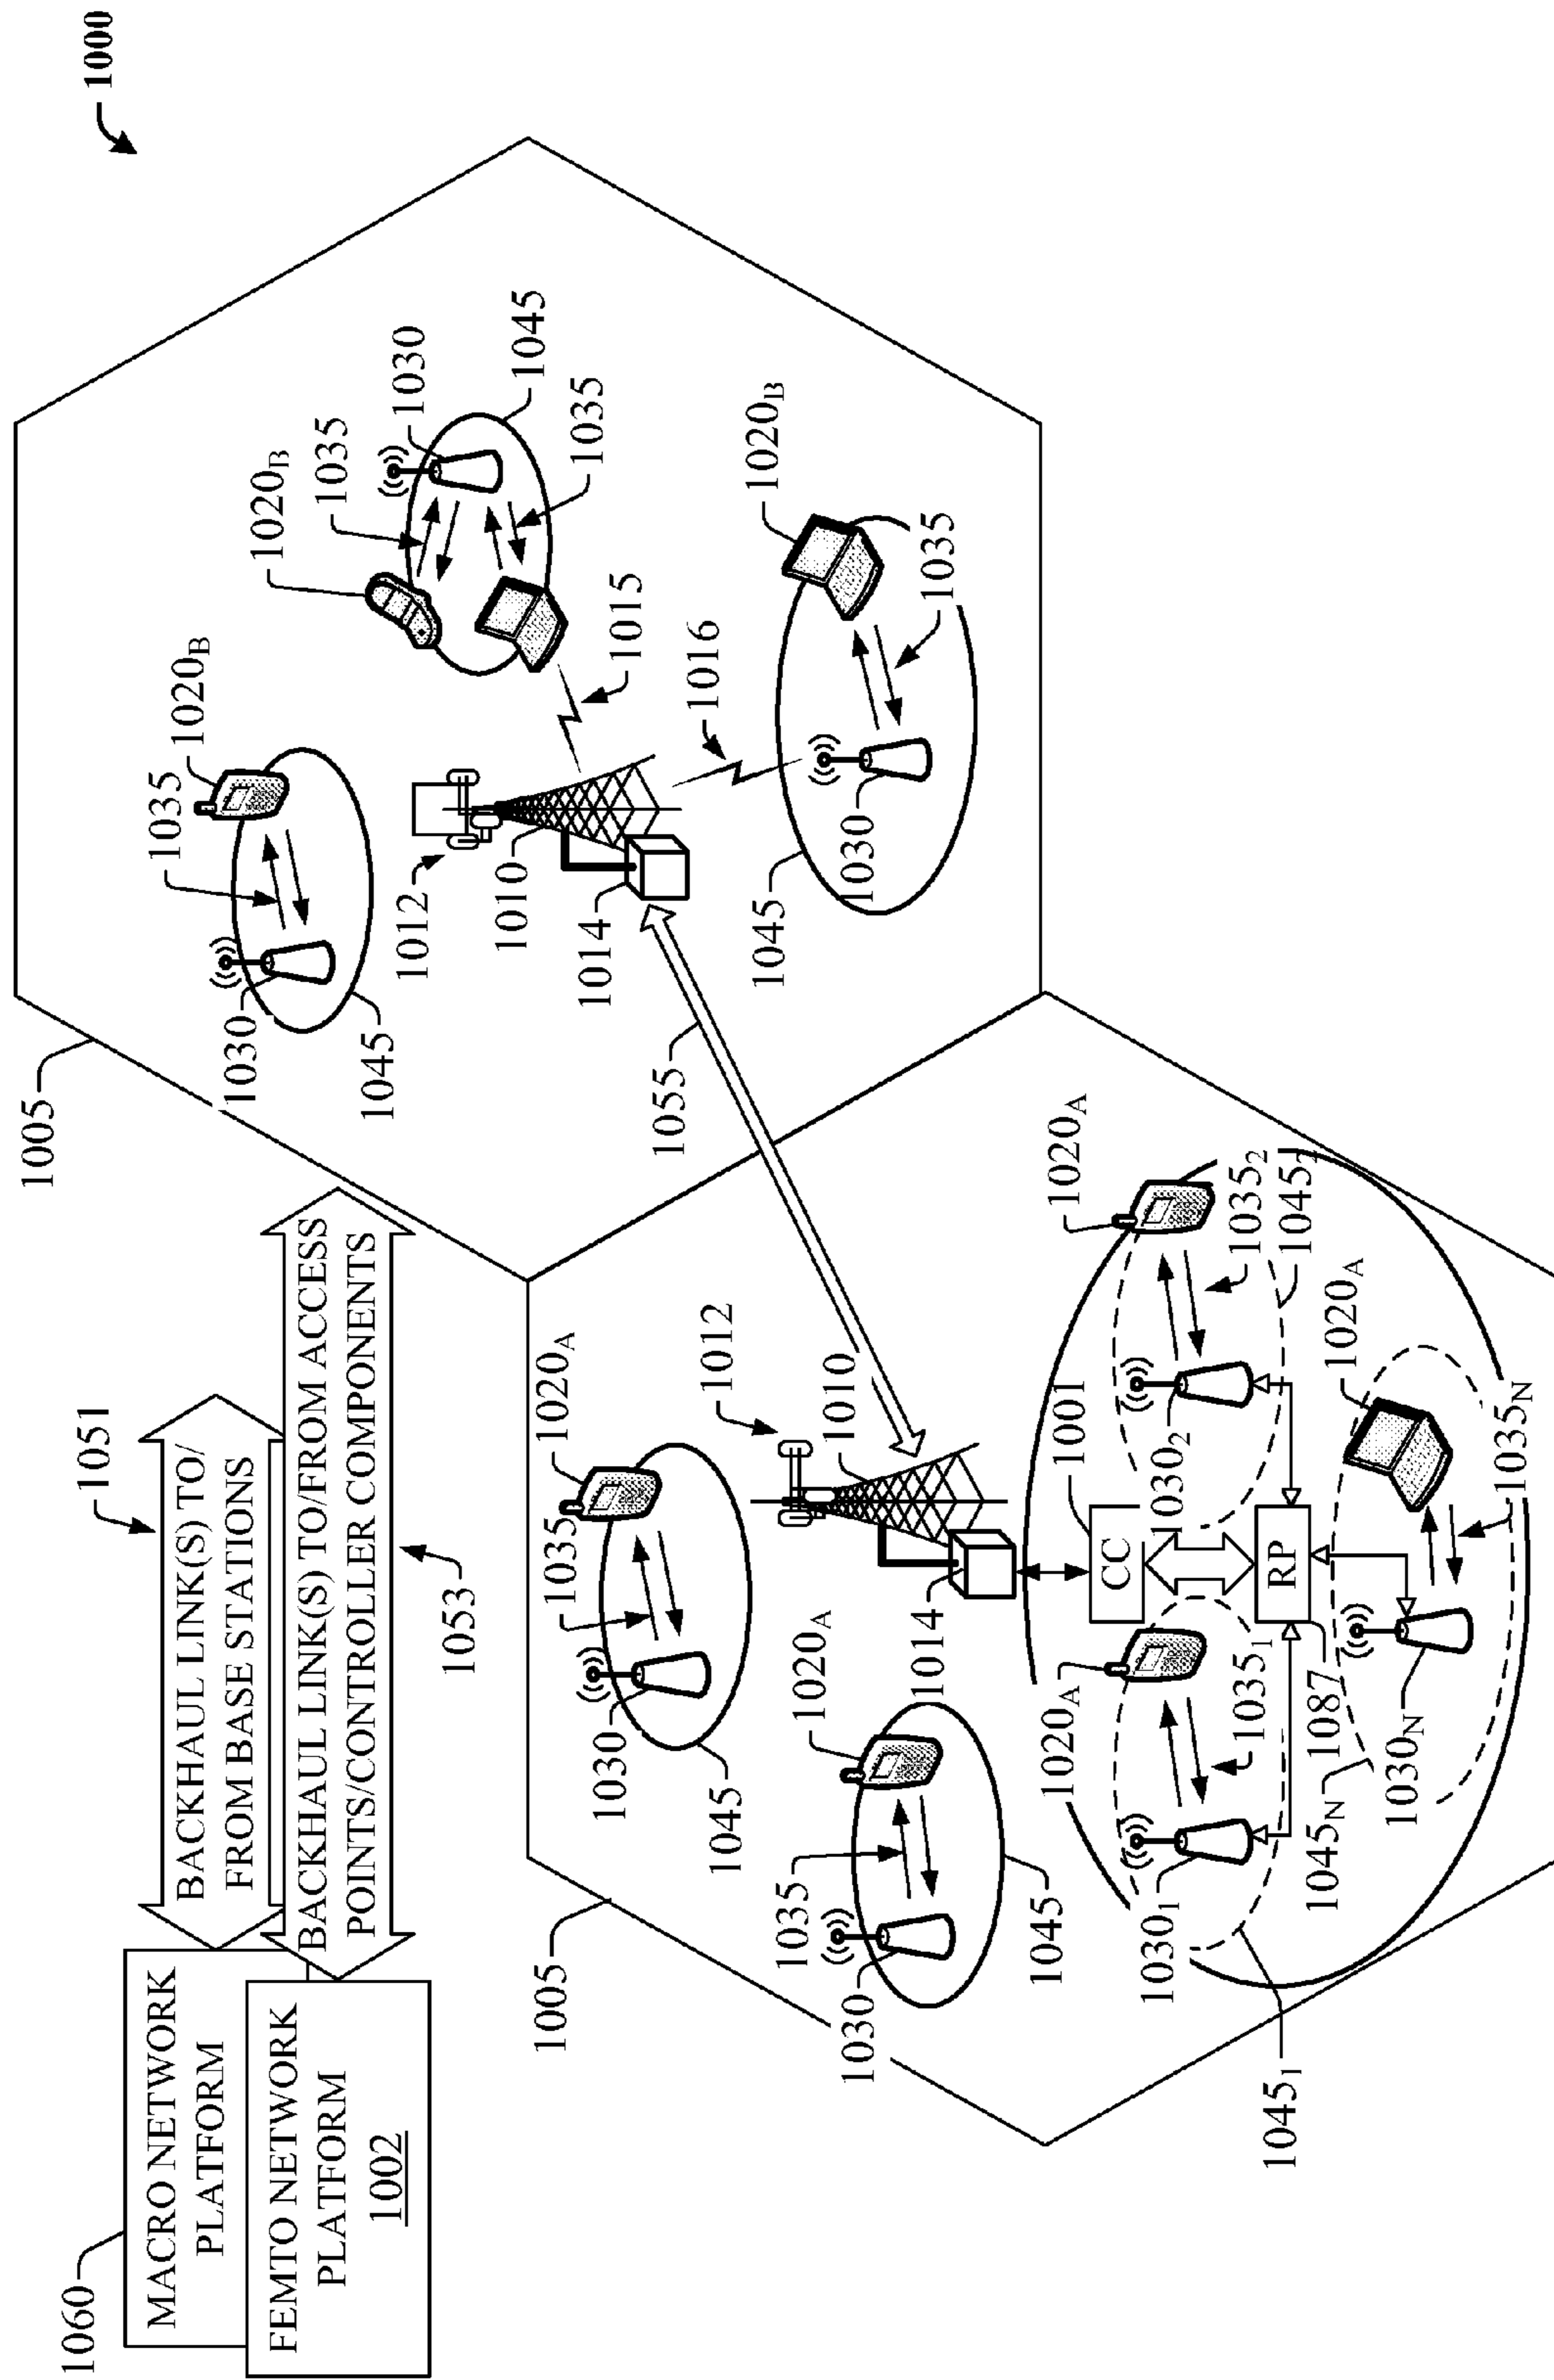 1000
1060
MACRO NETWORK
PLATFORM
FEMTO NETWORK
PLATFORM
1002
1051
BACKHAUL LINK(S) TO/
FROM BASE STATIONS
BACKHAUL LINK(S) TO/FROM ACCESS
POINTS/CONTROLLER COMPONENTS
1053
1005
1035
1020B
1030
1045
1012
1010
1014
1020B
1035
1030
1045
1035
1015
1016
1020B
1035
1030
1045
1055
1005
1020A
1035
1030
1045
1012
1010
1014
1020A
1035
1030
1045
1001
CC
RP
1087
1020A
1035₂
1045₂
1030₂
1020A
1035₁
1030₁
1045₁
1020A
1035N
1030N
1045N